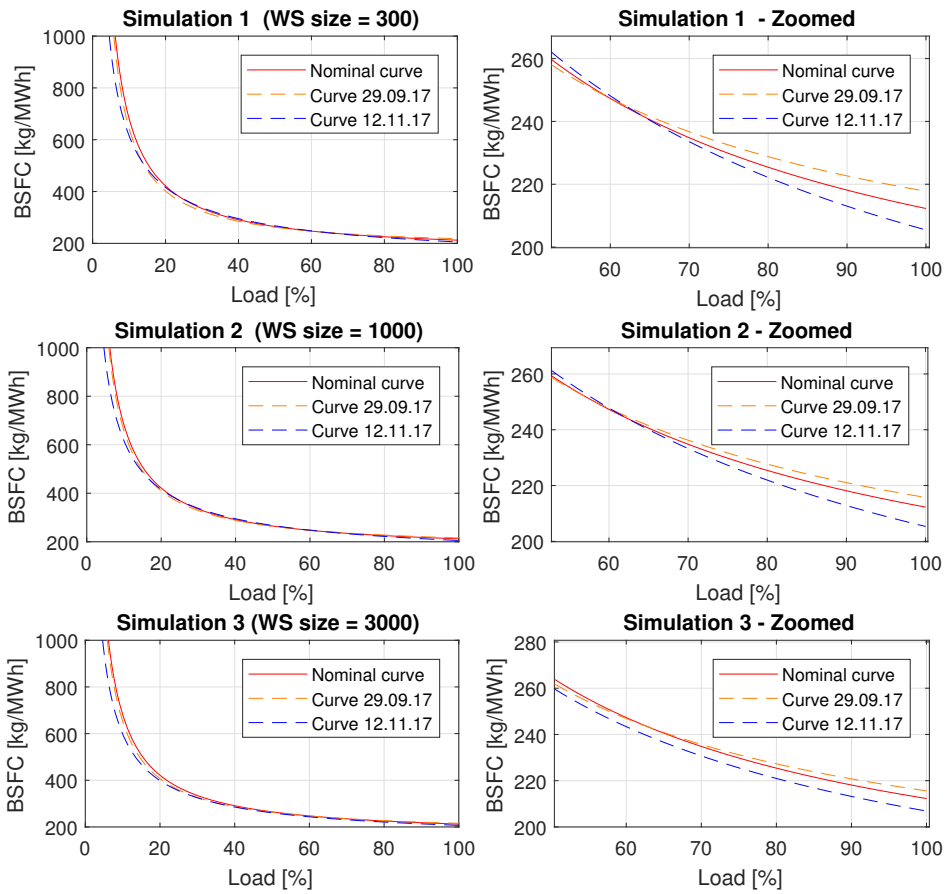 Simulation 1 (WS size = 300)
1000
800
600
400
200
BSFC [kg/MWh]
Nominal curve
Curve 29.09.17
Curve 12.11.17
0 20 40 60 80 100
Load [%]
Simulation 1 - Zoomed
260
240
220
200
BSFC [kg/MWh]
Nominal curve
Curve 29.09.17
Curve 12.11.17
60 70 80 90 100
Load [%]
Simulation 2 (WS size = 1000)
1000
800
600
400
200
BSFC [kg/MWh]
Nominal curve
Curve 29.09.17
Curve 12.11.17
0 20 40 60 80 100
Load [%]
Simulation 2 - Zoomed
260
240
220
200
BSFC [kg/MWh]
Nominal curve
Curve 29.09.17
Curve 12.11.17
60 70 80 90 100
Load [%]
Simulation 3 (WS size = 3000)
1000
800
600
400
200
BSFC [kg/MWh]
Nominal curve
Curve 29.09.17
Curve 12.11.17
0 20 40 60 80 100
Load [%]
Simulation 3 - Zoomed
280
260
240
220
200
BSFC [kg/MWh]
Nominal curve
Curve 29.09.17
Curve 12.11.17
60 70 80 90 100
Load [%]